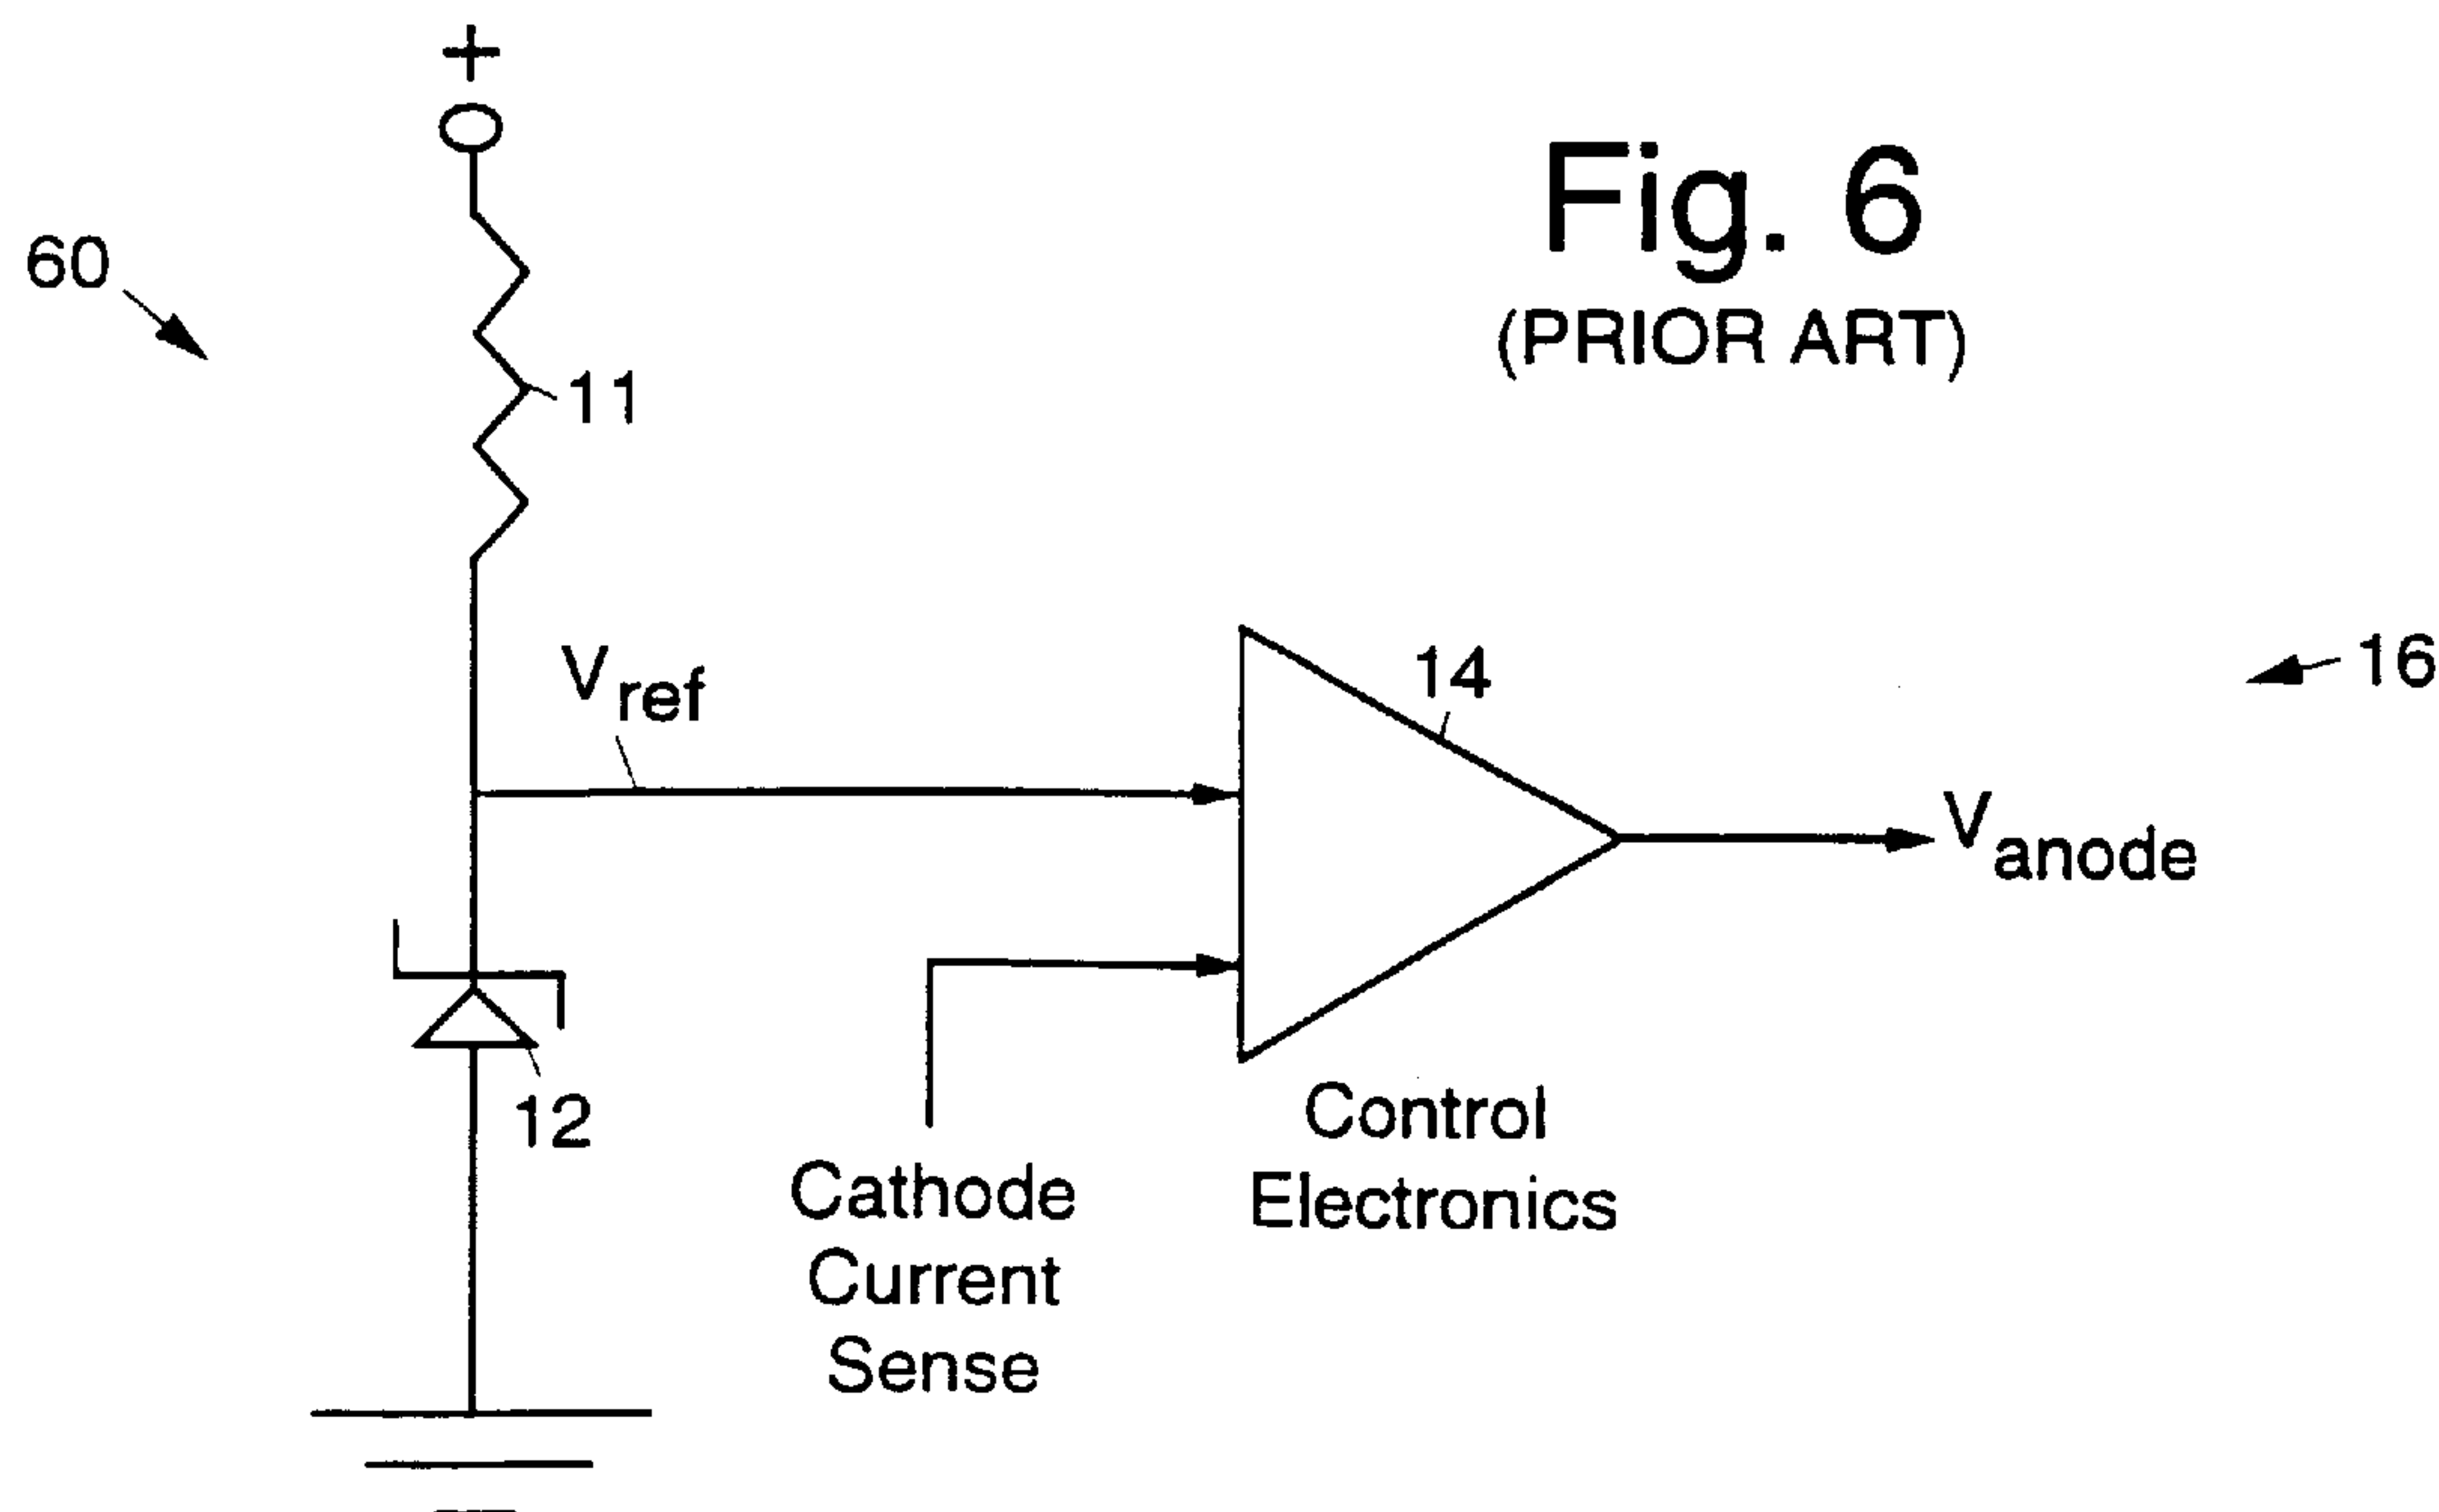 +
Fig. 6
(PRIOR ART)
60
11
Vref
14
16
Vanode
12
Control
Electronics
Cathode
Current
Sense